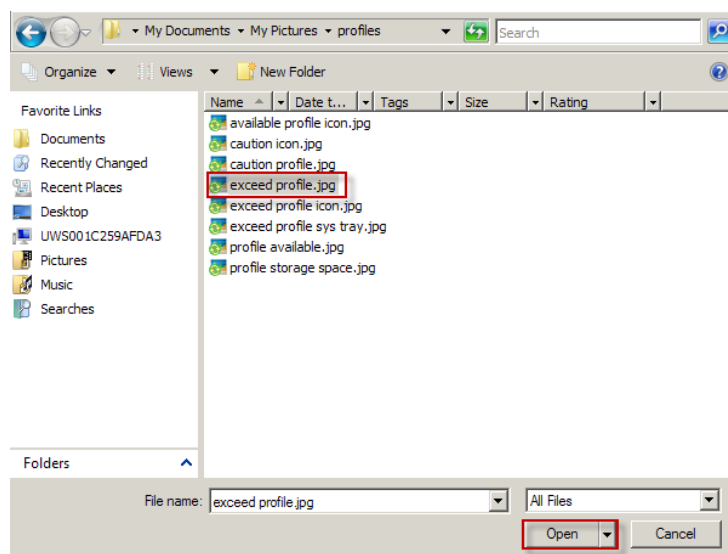 My Documents My Pictures profiles Search
Organize Views New Folder
Favorite Links
Documents
Recently Changed
Recent Places
Desktop
UWS001C259AFDA3
Pictures
Music
Searches
Folders
Name Date t... Tags Size Rating
available profile icon.jpg
caution icon.jpg
caution profile.jpg
exceed profile.jpg
exceed profile icon.jpg
exceed profile sys tray.jpg
profile available.jpg
profile storage space.jpg
File name: exceed profile.jpg All Files
Open Cancel